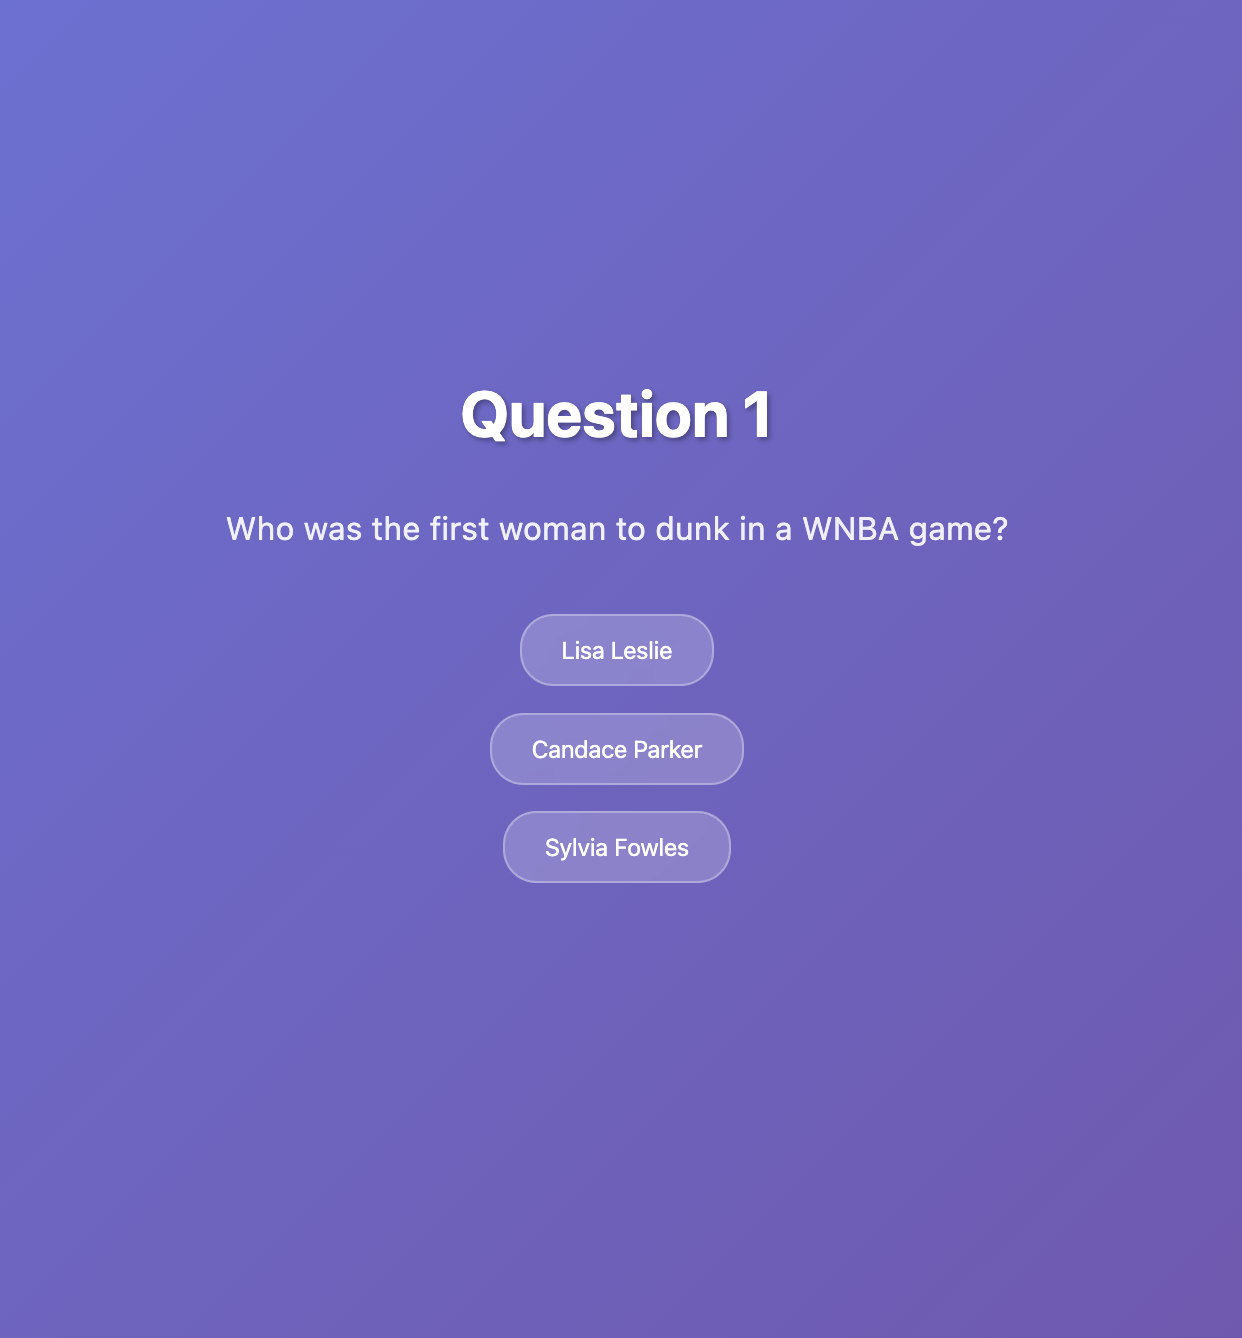 Question 1
Who was the first woman to dunk in a WNBA game?
Lisa Leslie
Candace Parker
Sylvia Fowles